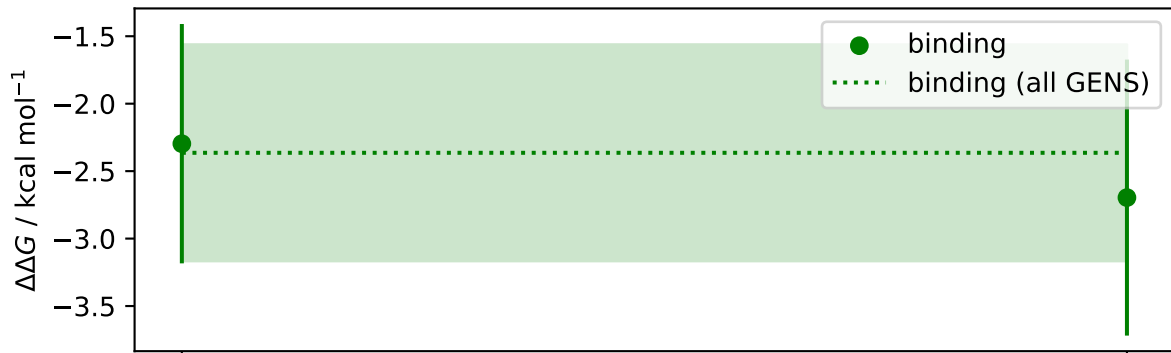 ΔΔG / kcal mol⁻¹
−1.5
−2.0
−2.5
−3.0
−3.5
binding
binding (all GENS)